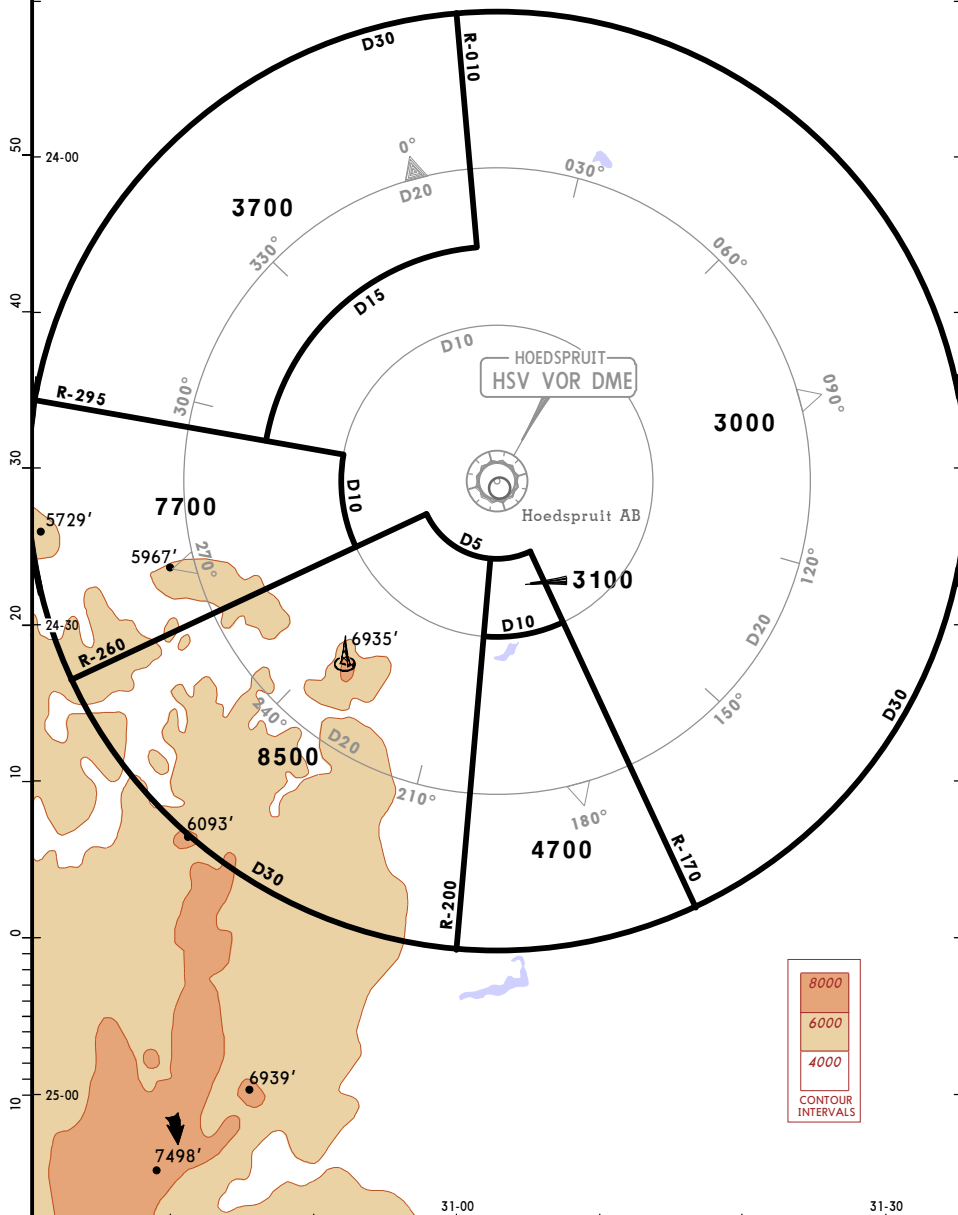 D30
R-010
50
24-00
0°
D20
030°
3700
330°
060°
40
D15
D10
HOEDSPRUIT
HSV VOR DME
R-295
300°
090°
3000
30
D10
7700
5729'
Hoedspruit AB
5967'
270°
D5
120°
3100
20
24-30
D10
R-260
6935'
D20
240°
150°
D30
D20
8500
10
210°
180°
6093'
4700
D30
R-170
R-200
0
8000
6000
4000
CONTOUR
INTERVALS
6939'
10
25-00
7498'
31-00
31-30